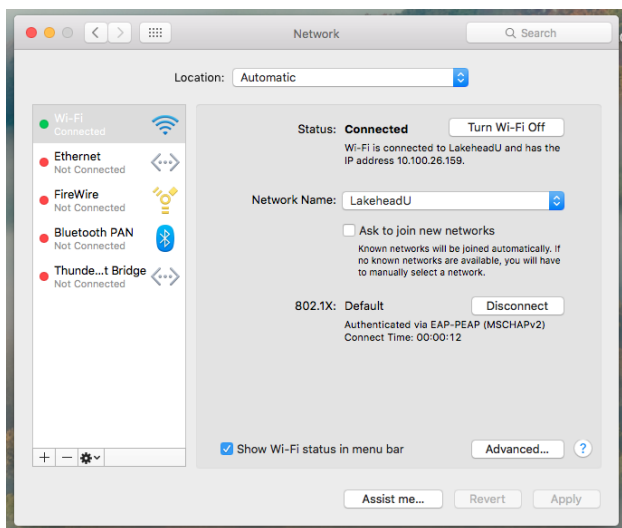 Network
Search
Location: Automatic
Wi-Fi
Connected
Ethernet
Not Connected
FireWire
Not Connected
Bluetooth PAN
Not Connected
Thunde...t Bridge
Not Connected
Status: Connected Turn Wi-Fi Off
Wi-Fi is connected to LakeheadU and has the
IP address 10.100.26.159.
Network Name: LakeheadU
Ask to join new networks
Known networks will be joined automatically. If
no known networks are available, you will have
to manually select a network.
802.1X: Default Disconnect
Authenticated via EAP-PEAP (MSCHAPv2)
Connect Time: 00:00:12
Show Wi-Fi status in menu bar Advanced... ?
Assist me... Revert Apply